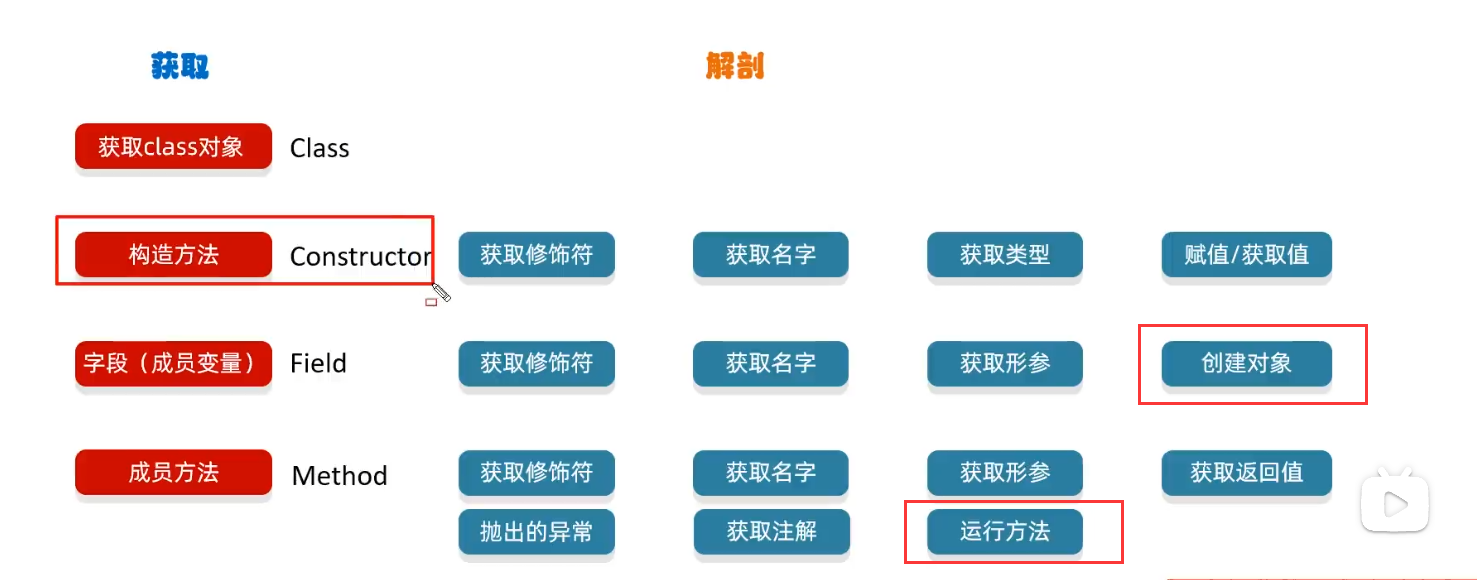 获取 解剖
获取class对象 Class
构造方法 Constructor 获取修饰符 获取名字 获取类型 赋值/获取值
字段（成员变量） Field 获取修饰符 获取名字 获取形参 创建对象
成员方法 Method 获取修饰符 获取名字 获取形参 获取返回值
抛出的异常 获取注解 运行方法